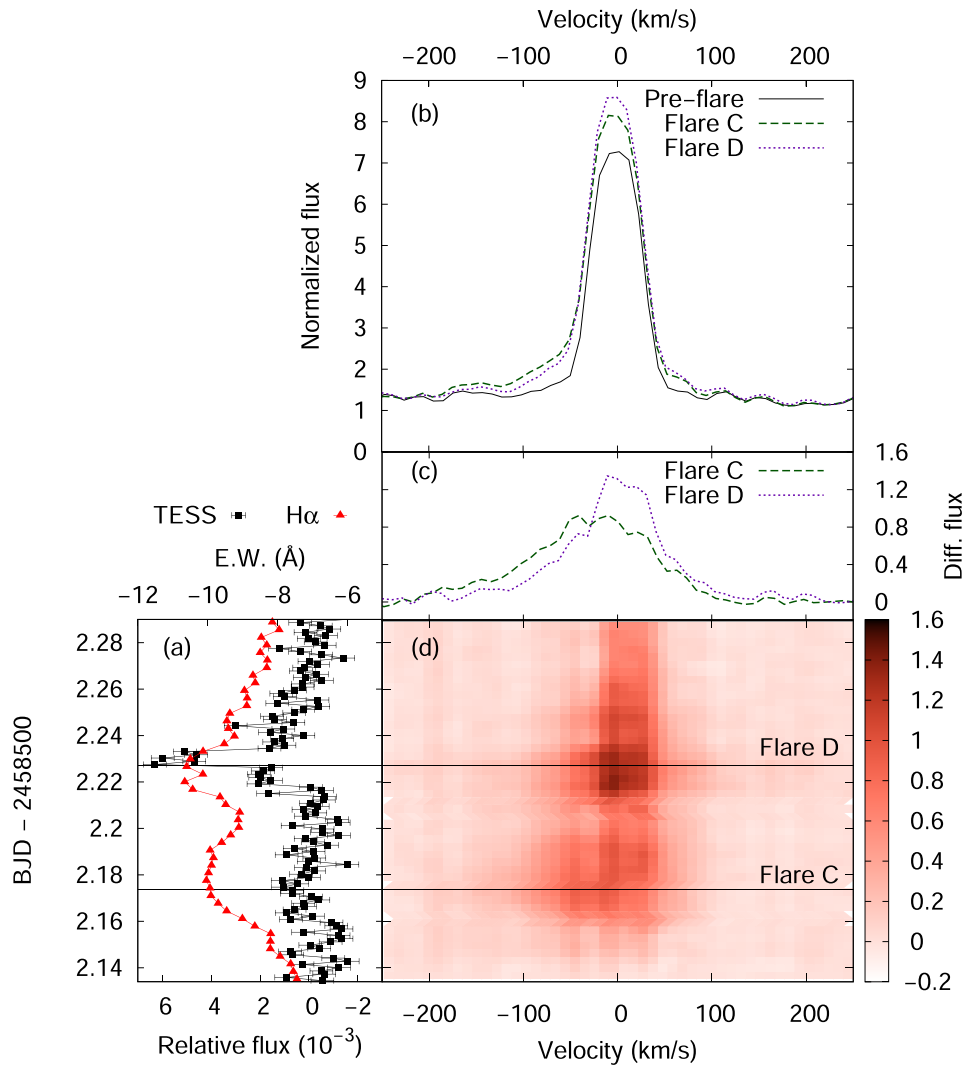 Velocity (km/s)
−200 −100 0 100 200
(b)
Pre-flare
Flare C
Flare D
9
8
7
6
5
4
3
2
1
0
Normalized flux
(c)
Flare C
Flare D
1.6
1.2
0.8
0.4
0
Diff. flux
TESS Hα
E.W. (Å)
−12 −10 −8 −6
(a)
2.28
2.26
2.24
2.22
2.2
2.18
2.16
2.14
BJD − 2458500
6 4 2 0 −2
Relative flux (10−3)
(d)
Flare D
Flare C
−200 −100 0 100 200
Velocity (km/s)
1.6
1.4
1.2
1
0.8
0.6
0.4
0.2
0
−0.2